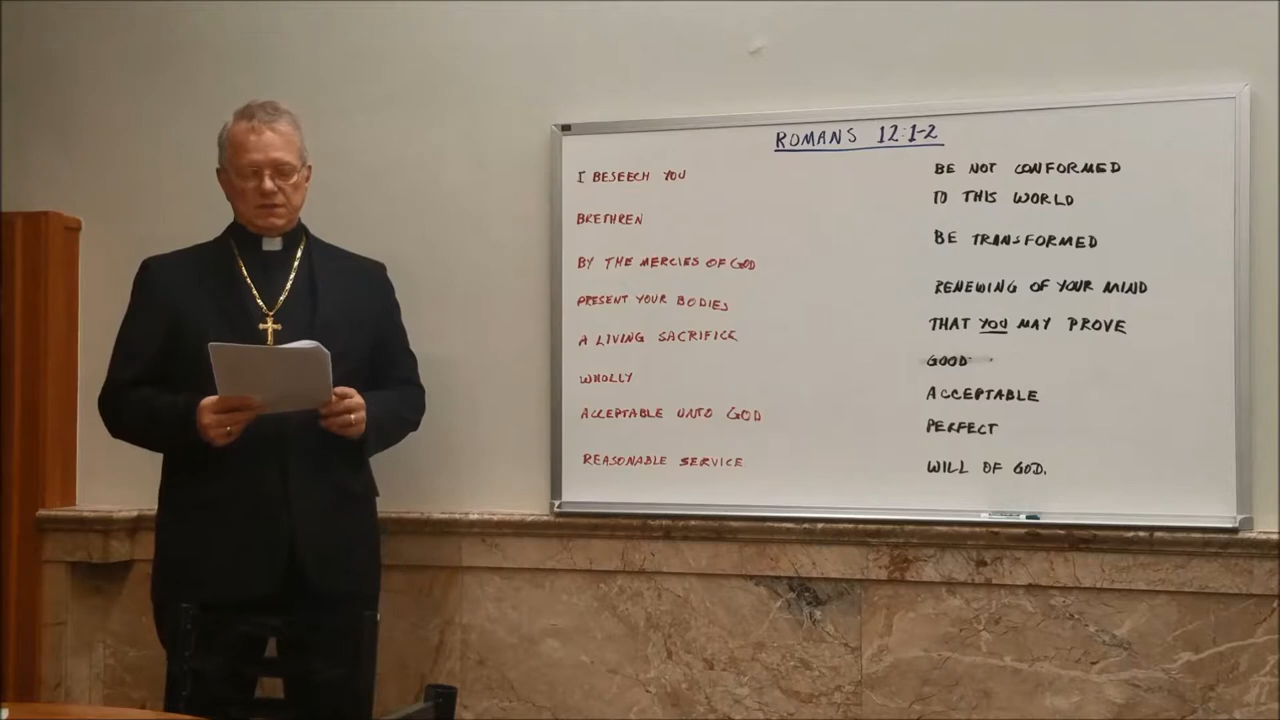 ROMANS 12:1-2
I BESEECH YOU
BRETHREN
BY THE MERCIES OF GOD
PRESENT YOUR BODIES
A LIVING SACRIFICE
WHOLLY
ACCEPTABLE UNTO GOD
REASONABLE SERVICE
BE NOT CONFORMED
TO THIS WORLD
BE TRANSFORMED
RENEWING OF YOUR MIND
THAT YOU MAY PROVE
GOOD
ACCEPTABLE
PERFECT
WILL OF GOD.